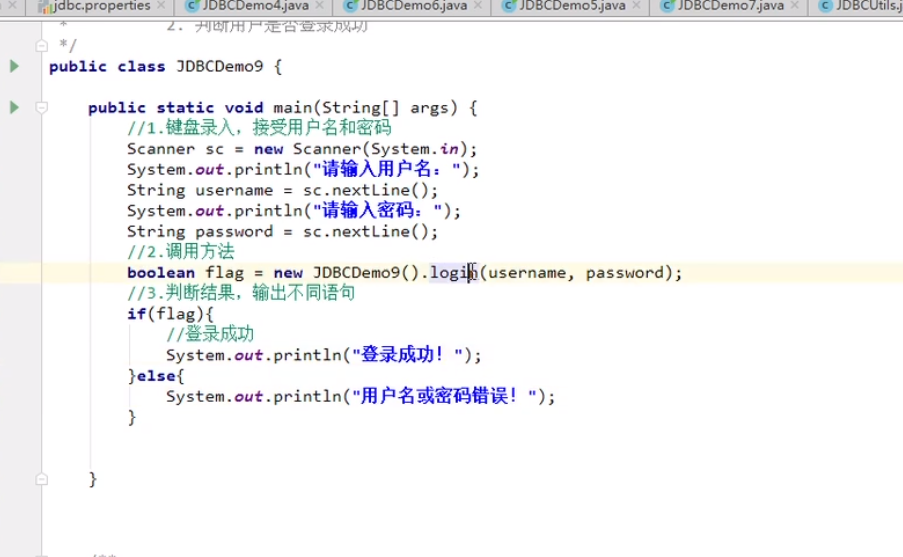 jdbc.properties JDBCDemo4.java JDBCDemo6.java JDBCDemo5.java JDBCDemo7.java JDBCUtils.j
* 2. 判断用户是否登录成功
*/
public class JDBCDemo9 {
public static void main(String[] args) {
//1.键盘录入，接受用户名和密码
Scanner sc = new Scanner(System.in);
System.out.println("请输入用户名：");
String username = sc.nextLine();
System.out.println("请输入密码：");
String password = sc.nextLine();
//2.调用方法
boolean flag = new JDBCDemo9().login(username, password);
//3.判断结果，输出不同语句
if(flag){
//登录成功
System.out.println("登录成功！");
}else{
System.out.println("用户名或密码错误！");
}
}